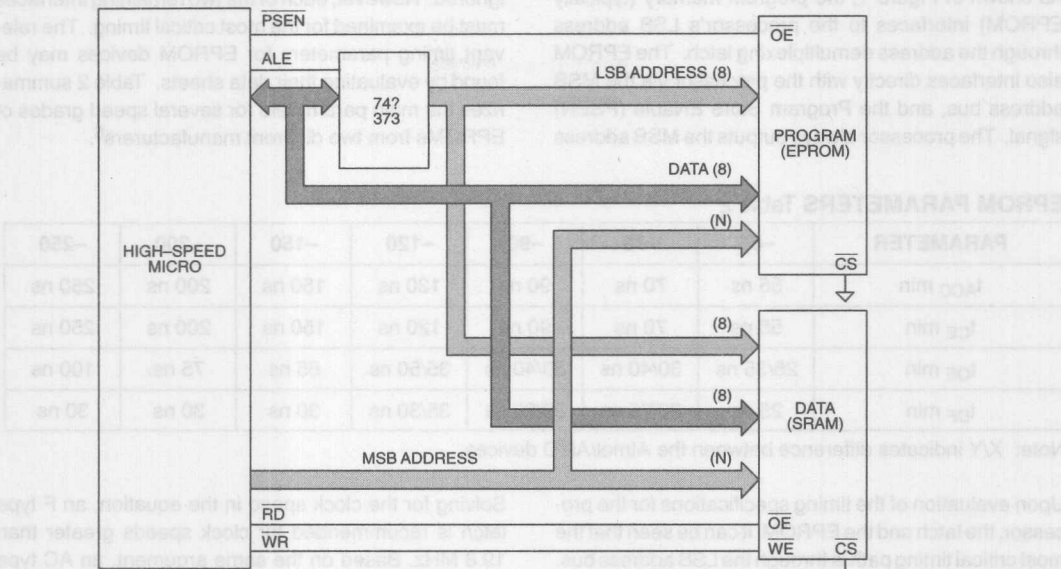 PSEN
ALE
OE
LSB ADDRESS (8)
74?
373
PROGRAM
(EPROM)
DATA (8)
(N)
HIGH–SPEED
MICRO
CS
(8)
(8)
DATA
(SRAM)
MSB ADDRESS
(N)
RD
OE
WR
WE
CS